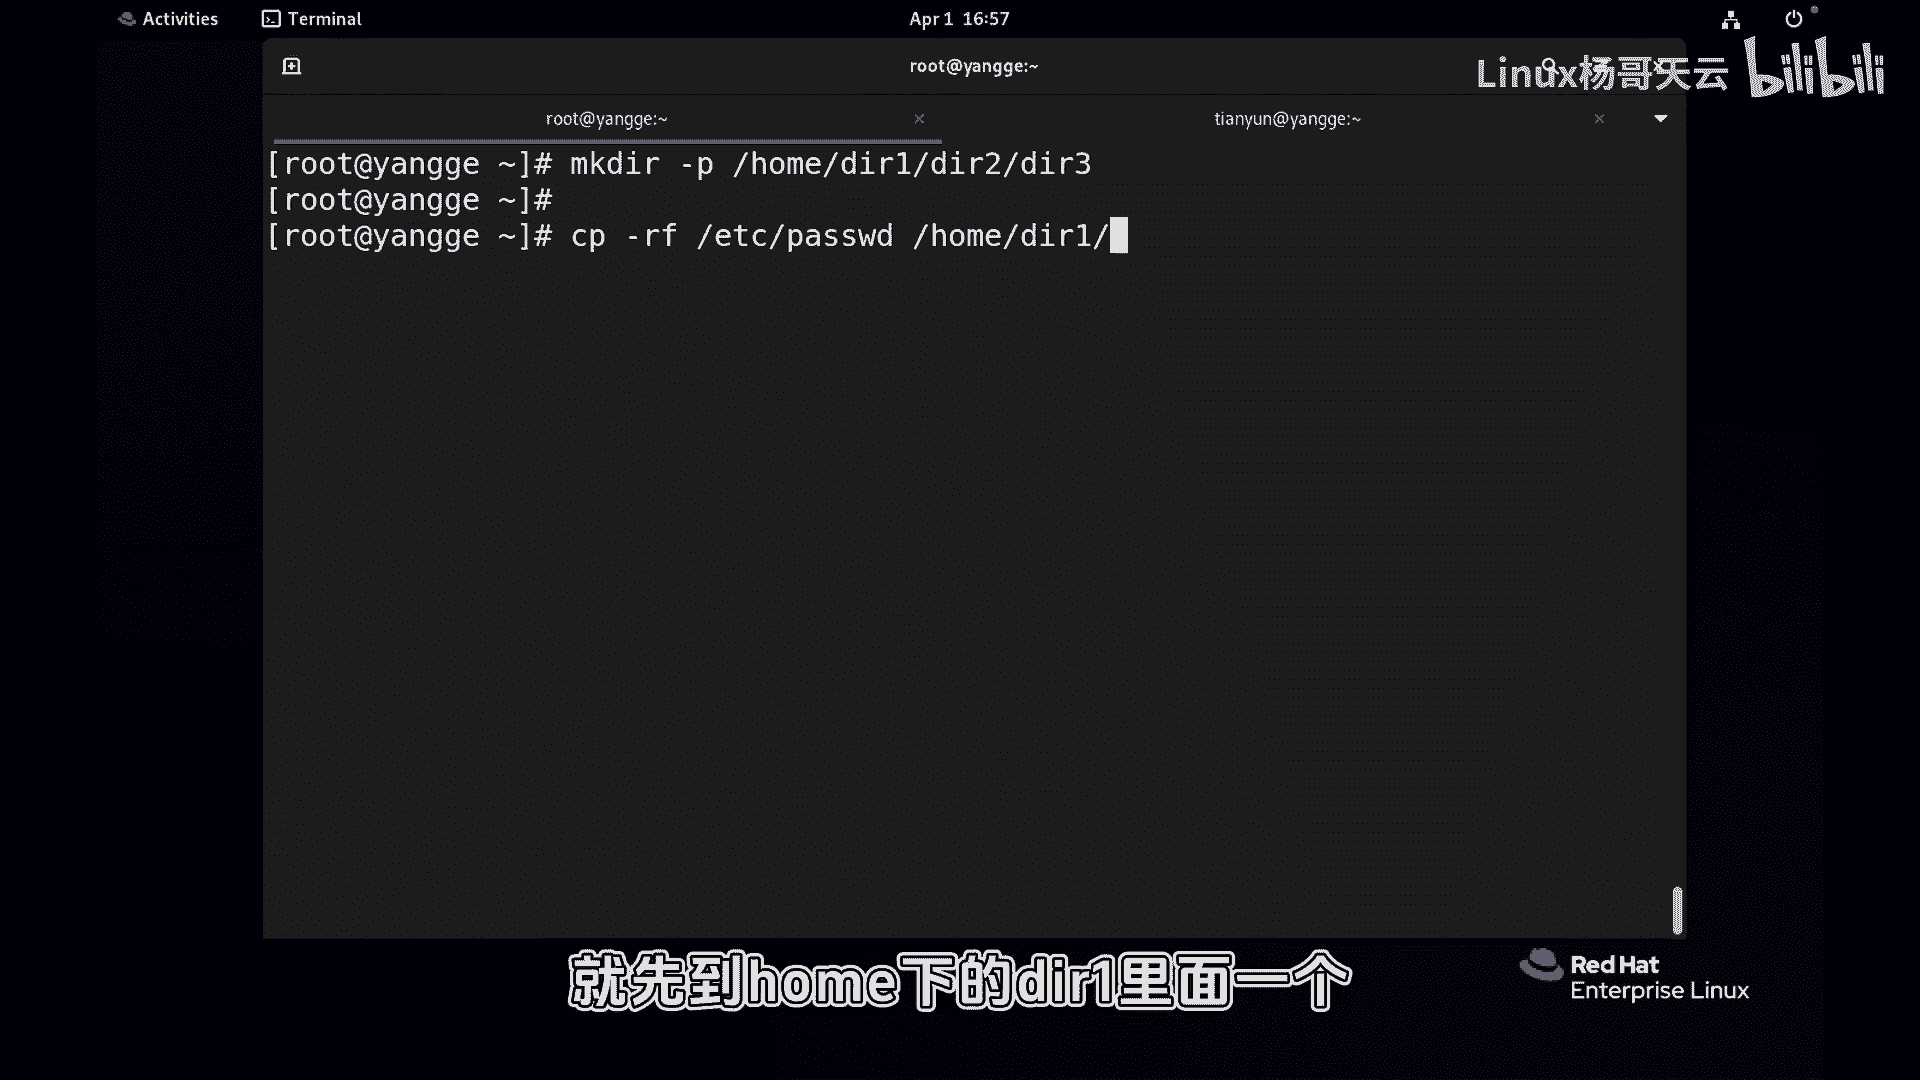 Activities
Terminal
Apr 1 16:57
root@yangge:~
Linux杨哥天云 bilibili
root@yangge:~
tianyun@yangge:~
[root@yangge ~]# mkdir -p /home/dir1/dir2/dir3
[root@yangge ~]#
[root@yangge ~]# cp -rf /etc/passwd /home/dir1/
就先到home下的dir1里面一个
Red Hat
Enterprise Linux